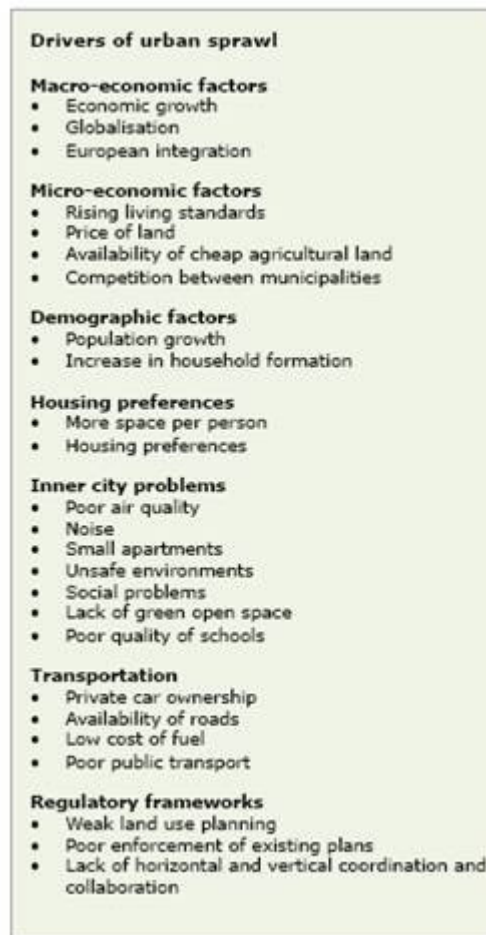 Drivers of urban sprawl
Macro-economic factors
• Economic growth
• Globalisation
• European integration
Micro-economic factors
• Rising living standards
• Price of land
• Availability of cheap agricultural land
• Competition between municipalities
Demographic factors
• Population growth
• Increase in household formation
Housing preferences
• More space per person
• Housing preferences
Inner city problems
• Poor air quality
• Noise
• Small apartments
• Unsafe environments
• Social problems
• Lack of green open space
• Poor quality of schools
Transportation
• Private car ownership
• Availability of roads
• Low cost of fuel
• Poor public transport
Regulatory frameworks
• Weak land use planning
• Poor enforcement of existing plans
• Lack of horizontal and vertical coordination and
collaboration